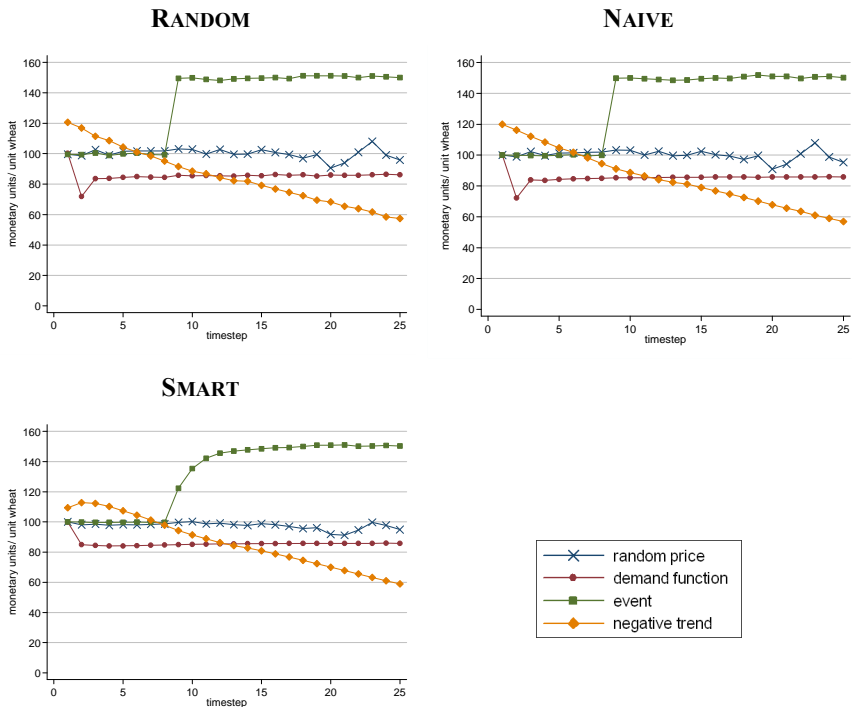 RANDOM
NAIVE
monetary units/ unit wheat
160
140
120
100
80
60
40
20
0
0 5 10 15 20 25
timestep
monetary units/ unit wheat
160
140
120
100
80
60
40
20
0
0 5 10 15 20 25
timestep
SMART
monetary units/ unit wheat
160
140
120
100
80
60
40
20
0
0 5 10 15 20 25
timestep
random price
demand function
event
negative trend